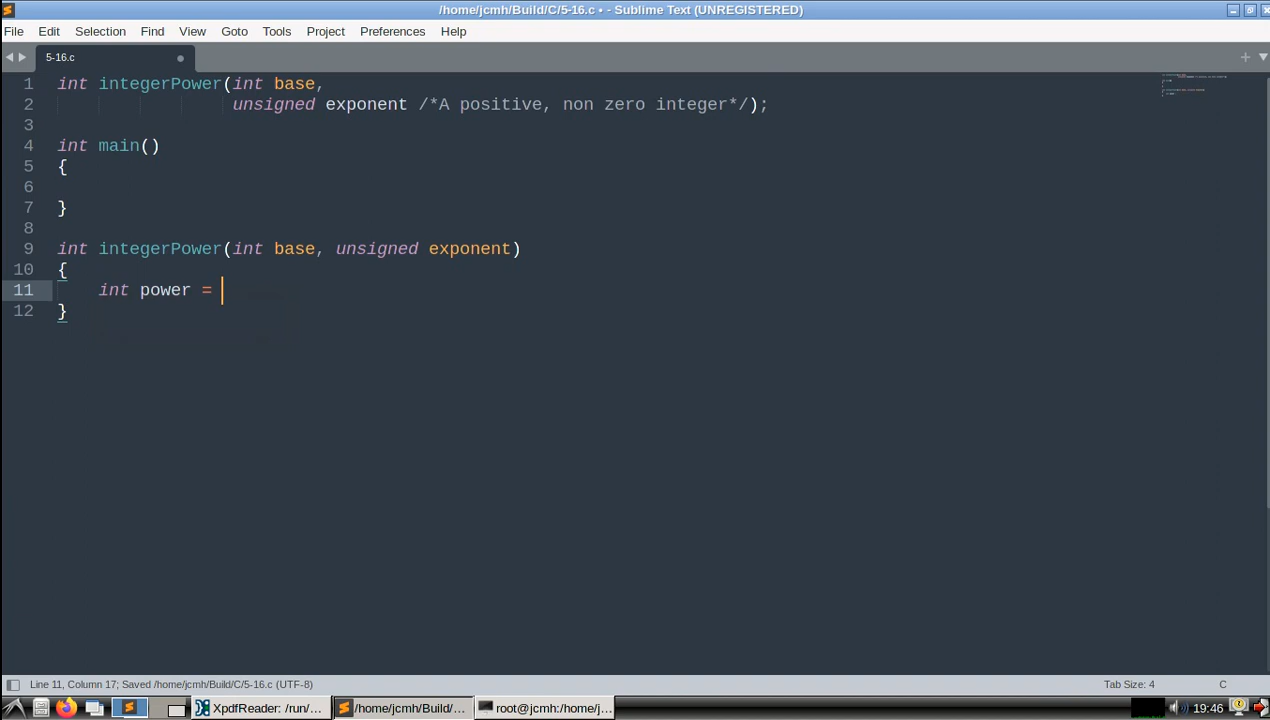 /home/jcmh/Build/C/5-16.c • - Sublime Text (UNREGISTERED)
File Edit Selection Find View Goto Tools Project Preferences Help
5-16.c
1 int integerPower(int base,
2 unsigned exponent /*A positive, non zero integer*/);
3
4 int main()
5 {
6
7 }
8
9 int integerPower(int base, unsigned exponent)
10 {
11 int power =
12 }
Line 11, Column 17; Saved /home/jcmh/Build/C/5-16.c (UTF-8) Tab Size: 4 C
XpdfReader: /run/... /home/jcmh/Build/... root@jcmh:/home/j... 19:46